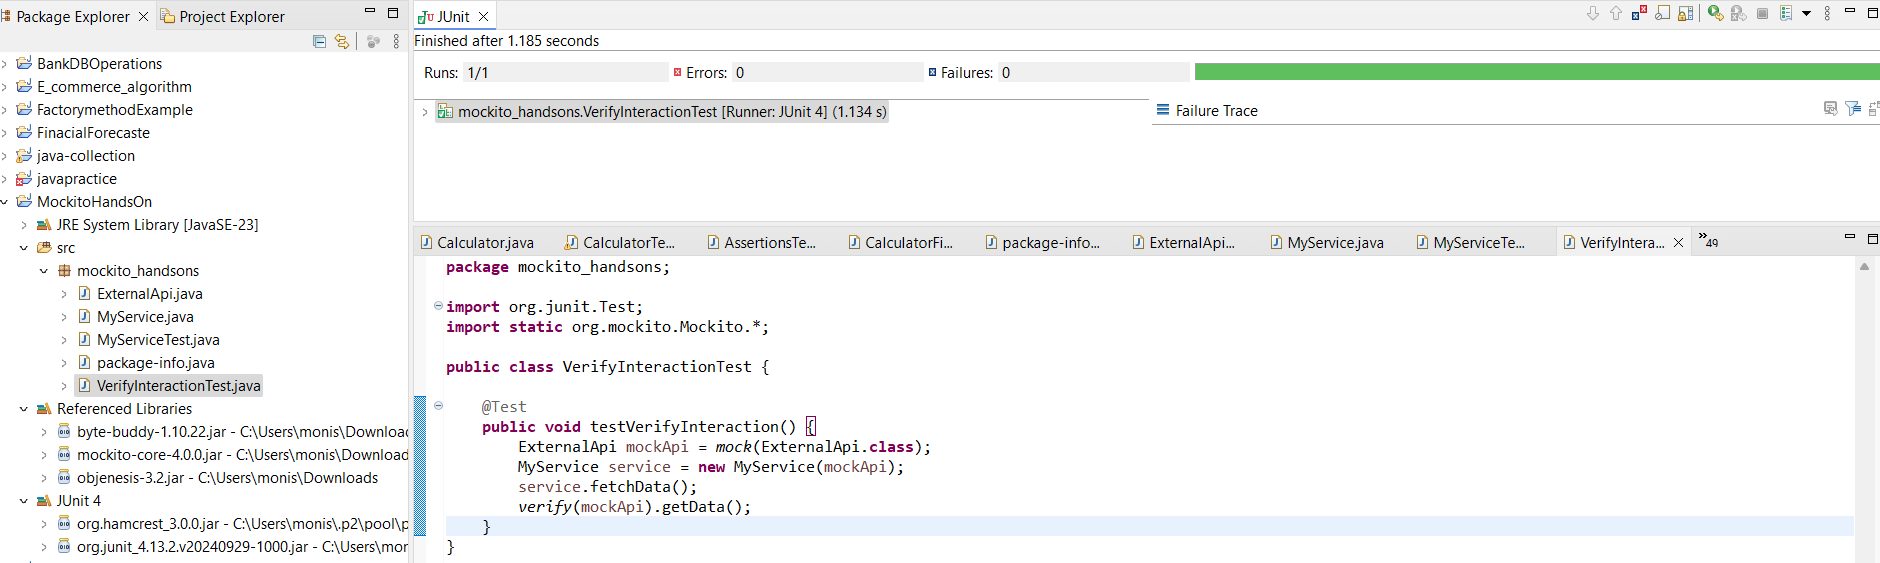 Package Explorer
Project Explorer
BankDBOperations
E_commerce_algorithm
FactorymethodExample
FinacialForecaste
java-collection
javapractice
MockitoHandsOn
JRE System Library [JavaSE-23]
src
mockito_handsons
ExternalApi.java
MyService.java
MyServiceTest.java
package-info.java
VerifyInteractionTest.java
Referenced Libraries
byte-buddy-1.10.22.jar - C:\Users\monis\Downloads
mockito-core-4.0.0.jar - C:\Users\monis\Downloads
objenesis-3.2.jar - C:\Users\monis\Downloads
JUnit 4
org.hamcrest_3.0.0.jar - C:\Users\monis\.p2\pool\p
org.junit_4.13.2.v20240929-1000.jar - C:\Users\mon
JUnit
Finished after 1.185 seconds
Runs: 1/1 Errors: 0 Failures: 0
mockito_handsons.VerifyInteractionTest [Runner: JUnit 4] (1.134 s)
Failure Trace
Calculator.java CalculatorTe... AssertionsTe... CalculatorFi... package-info... ExternalApi... MyService.java MyServiceTe... VerifyIntera... »49
package mockito_handsons;
import org.junit.Test;
import static org.mockito.Mockito.*;
public class VerifyInteractionTest {
@Test
public void testVerifyInteraction() {
ExternalApi mockApi = mock(ExternalApi.class);
MyService service = new MyService(mockApi);
service.fetchData();
verify(mockApi).getData();
}
}